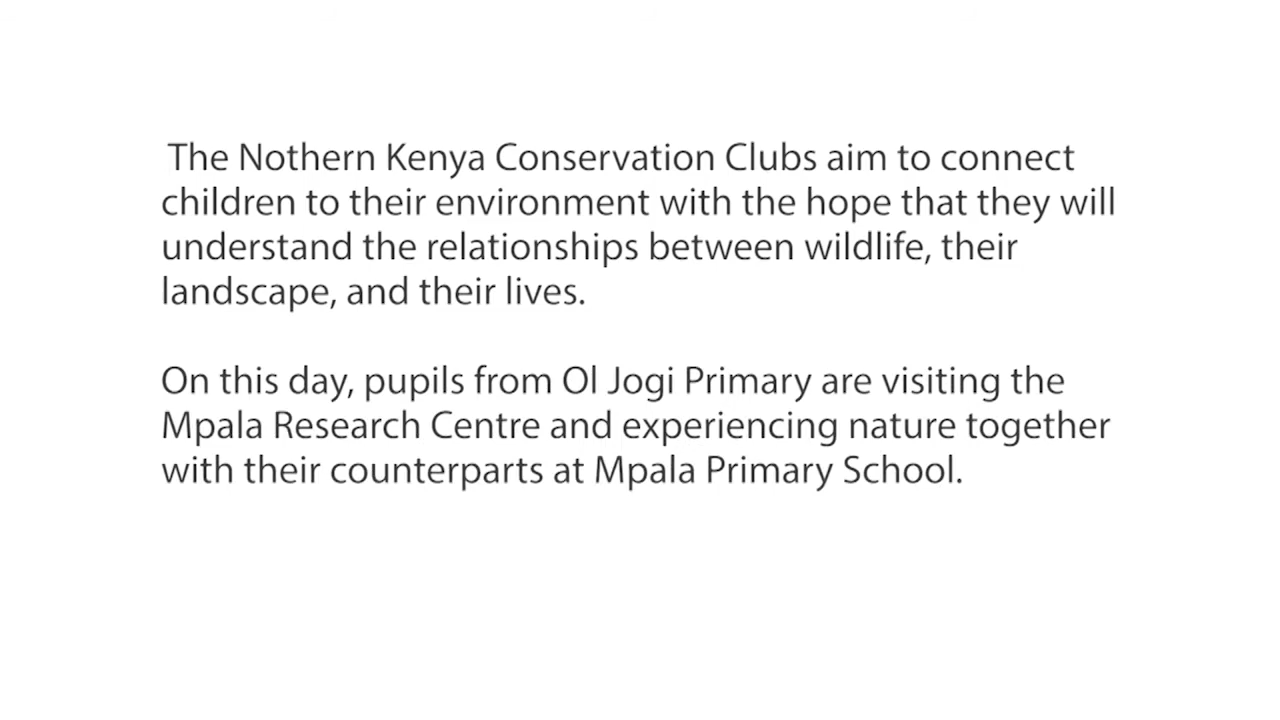 The Nothern Kenya Conservation Clubs aim to connect
children to their environment with the hope that they will
understand the relationships between wildlife, their
landscape, and their lives.
On this day, pupils from Ol Jogi Primary are visiting the
Mpala Research Centre and experiencing nature together
with their counterparts at Mpala Primary School.